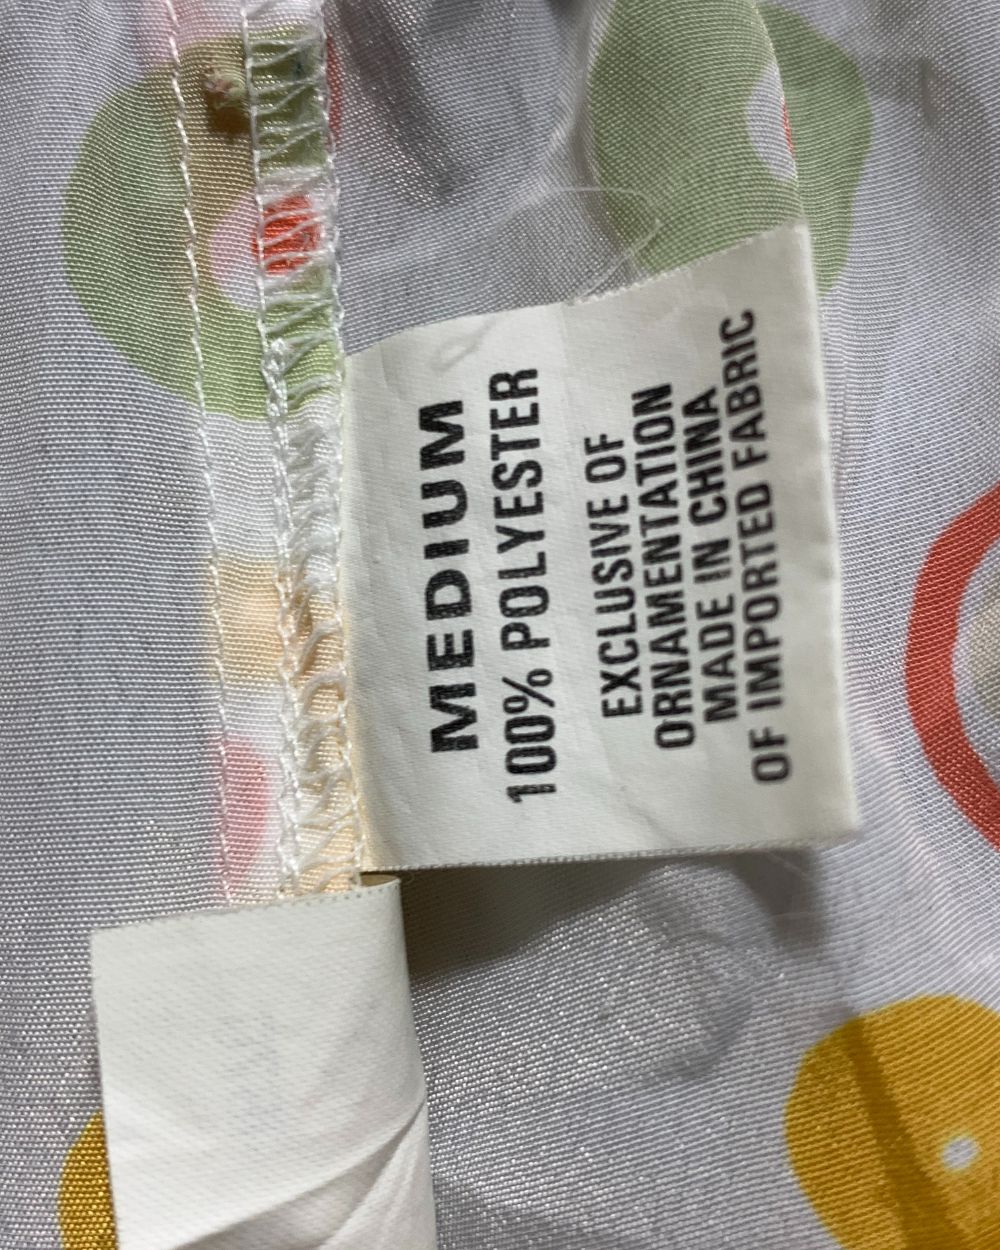 MEDIUM
100% POLYESTER
EXCLUSIVE OF
ORNAMENTATION
MADE IN CHINA
OF IMPORTED FABRIC